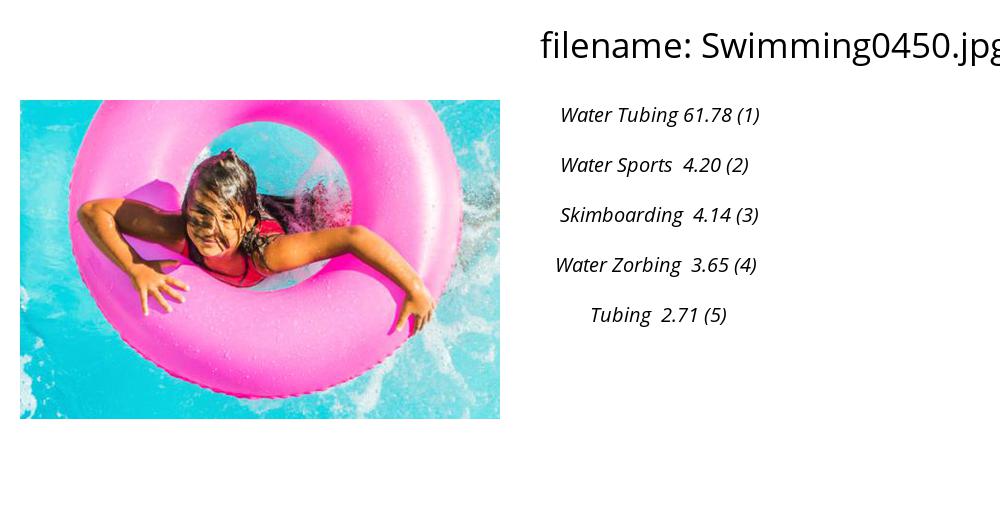 filename: Swimming0450.jpg
Water Tubing 61.78 (1)
Water Sports 4.20 (2)
Skimboarding 4.14 (3)
Water Zorbing 3.65 (4)
Tubing 2.71 (5)